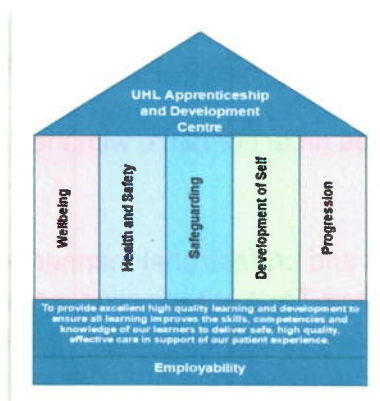 UHL Apprenticeship
and Development
Centre
Wellbeing
Health and Safety
Safeguarding
Development of Self
Progression
To provide excellent high quality learning and development to
ensure all learning improves the skills, competencies and
knowledge of our learners to deliver safe, high quality,
effective care in support of our patient experience.
Employability